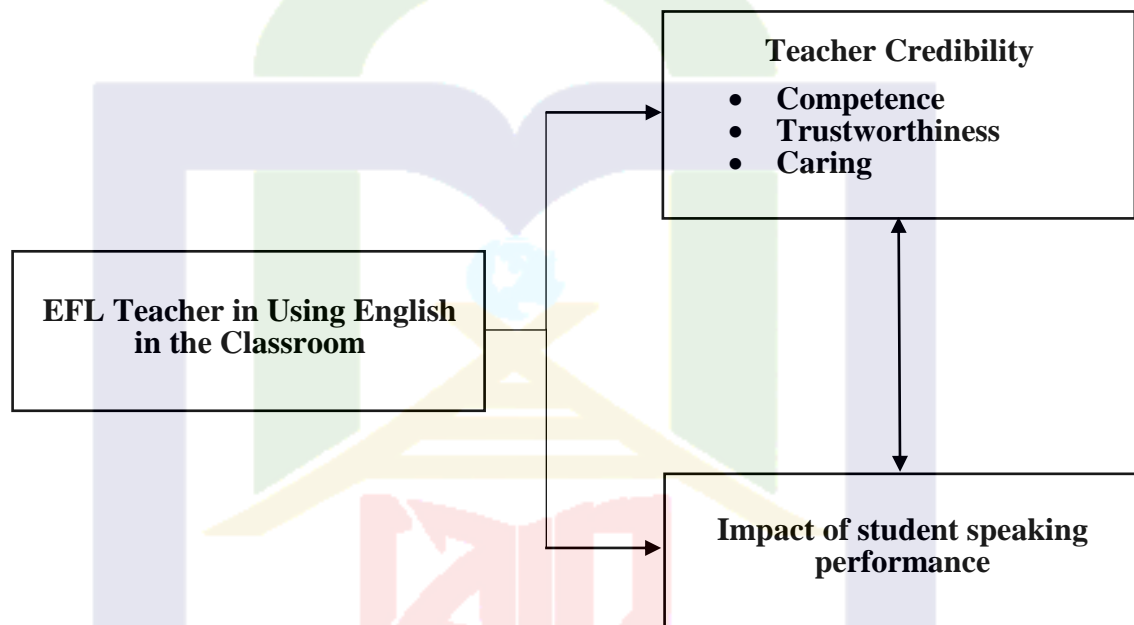 Teacher Credibility
• Competence
• Trustworthiness
• Caring
EFL Teacher in Using English
in the Classroom
Impact of student speaking
performance